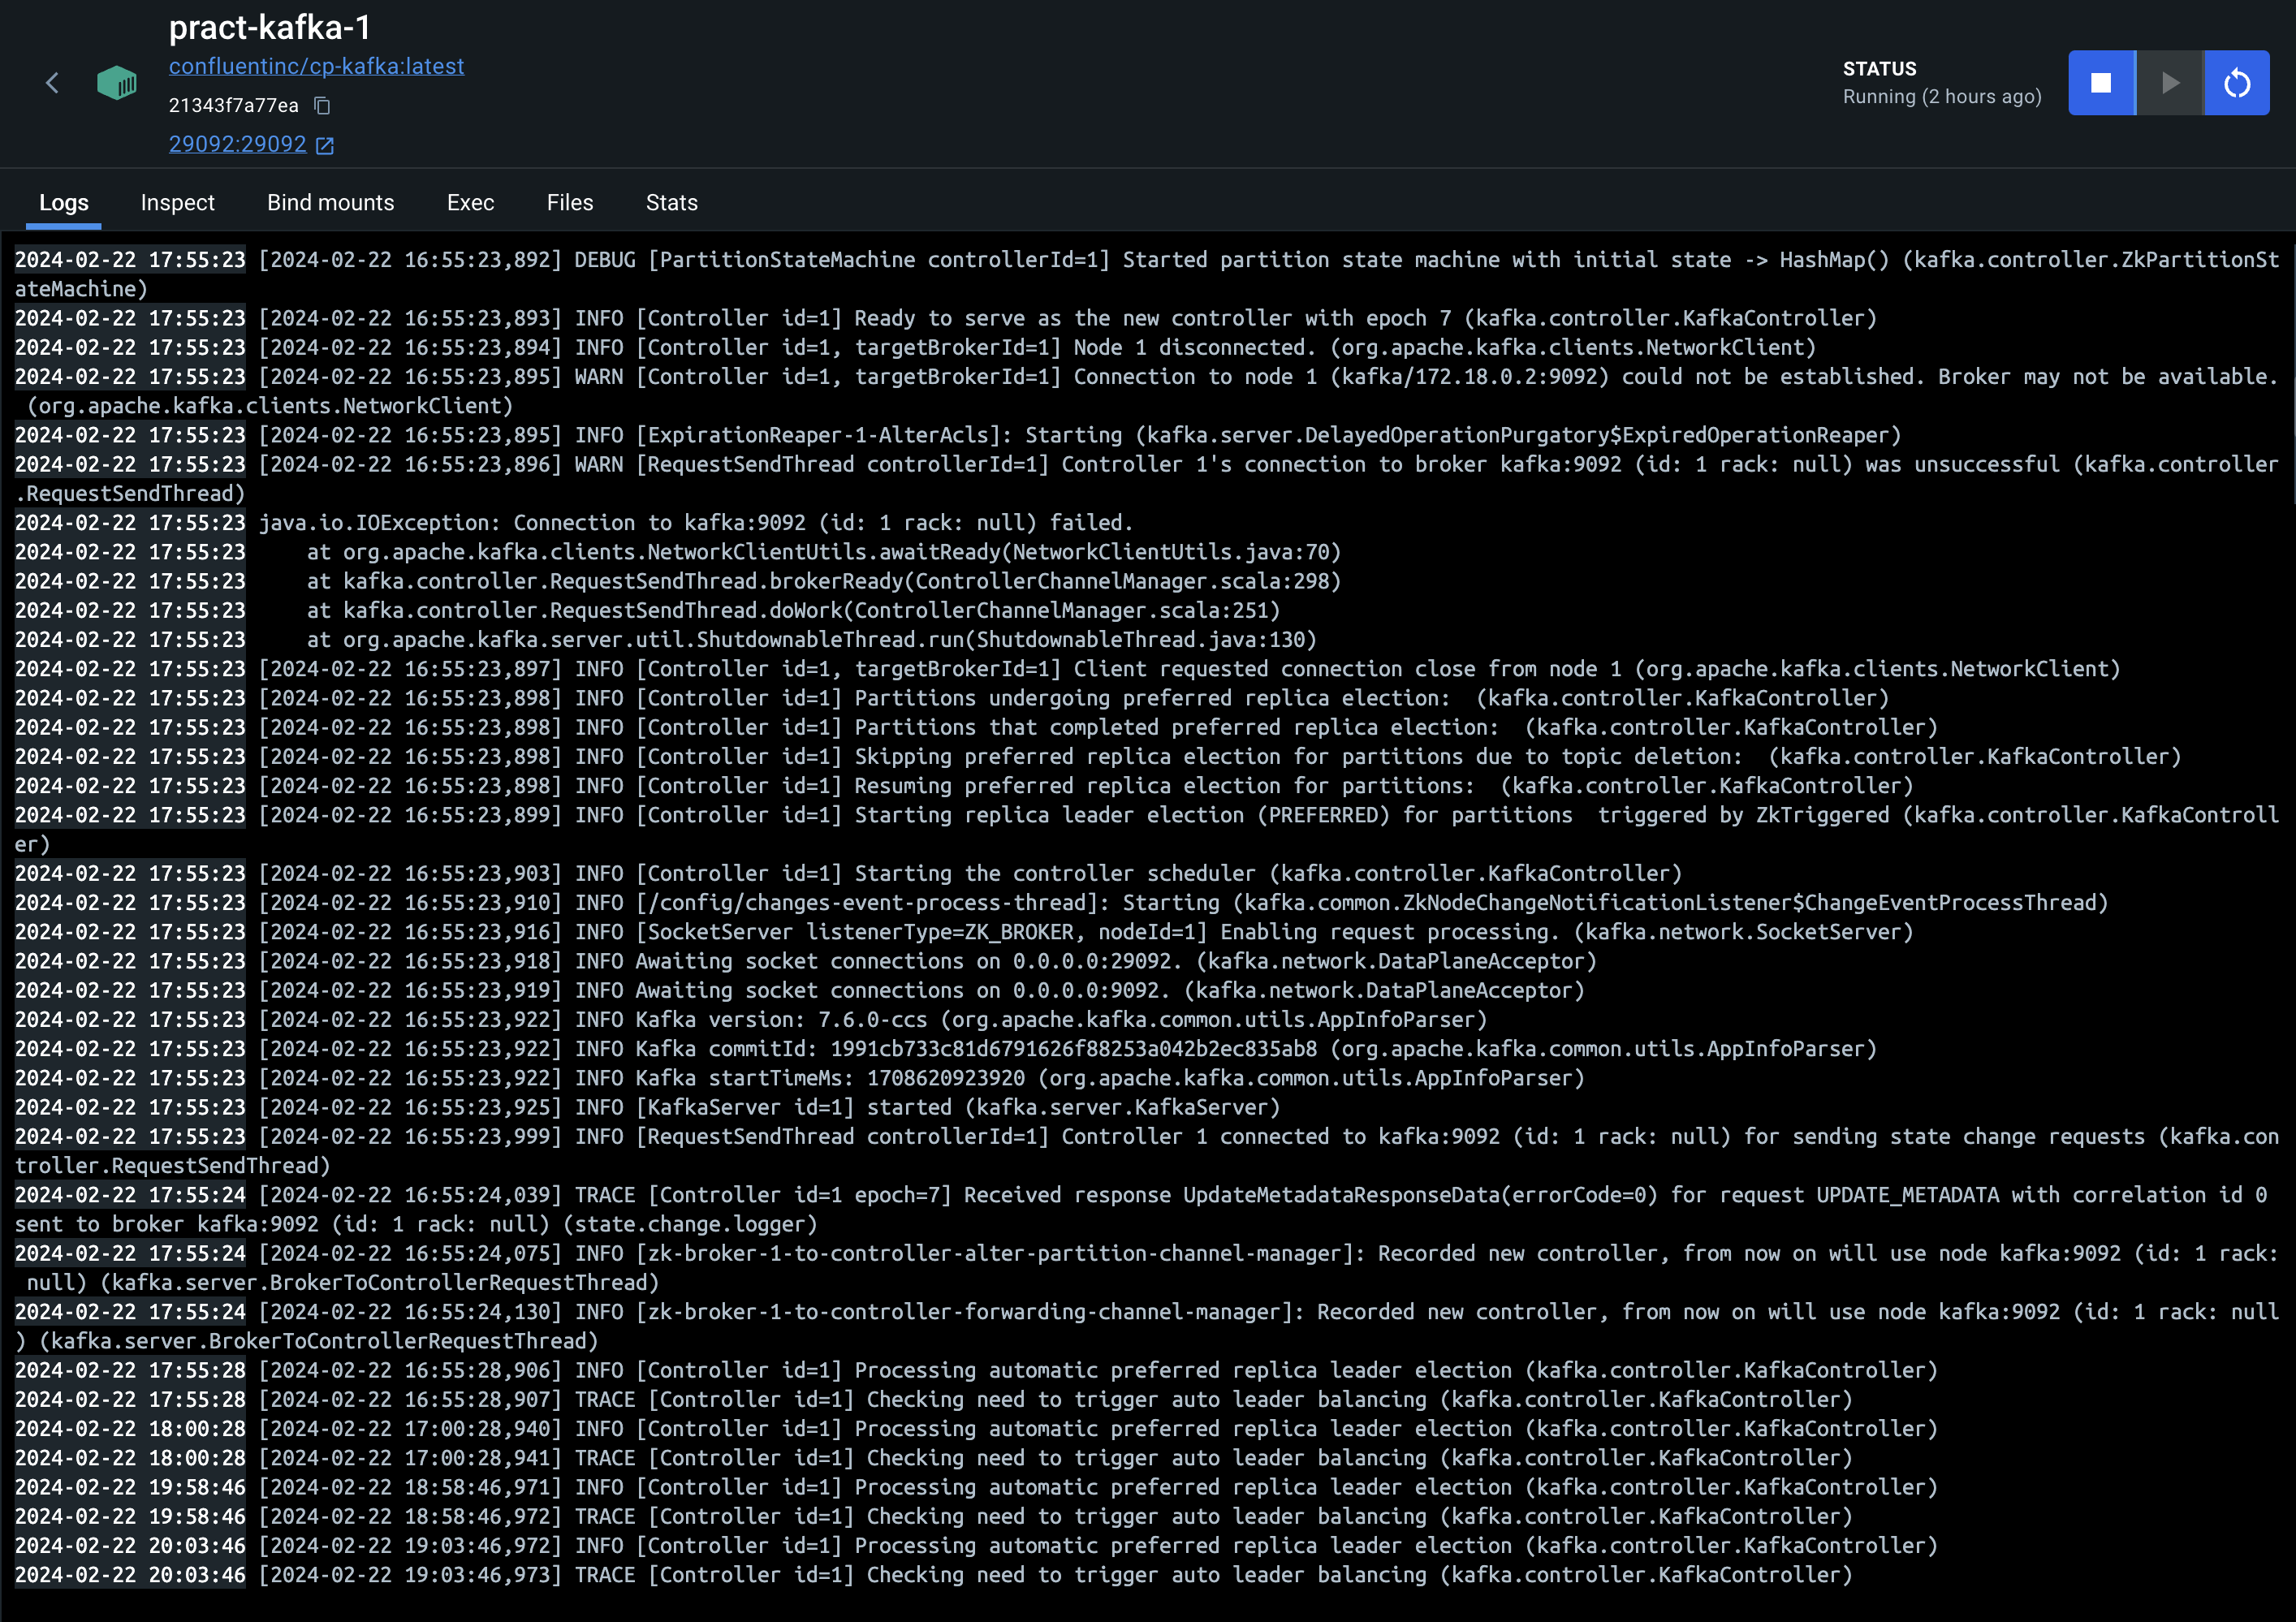 pract-kafka-1
confluentinc/cp-kafka:latest
21343f7a77ea
29092:29092
STATUS
Running (2 hours ago)
Logs Inspect Bind mounts Exec Files Stats
2024-02-22 17:55:23 [2024-02-22 16:55:23,892] DEBUG [PartitionStateMachine controllerId=1] Started partition state machine with initial state -> HashMap() (kafka.controller.ZkPartitionSt
ateMachine)
2024-02-22 17:55:23 [2024-02-22 16:55:23,893] INFO [Controller id=1] Ready to serve as the new controller with epoch 7 (kafka.controller.KafkaController)
2024-02-22 17:55:23 [2024-02-22 16:55:23,894] INFO [Controller id=1, targetBrokerId=1] Node 1 disconnected. (org.apache.kafka.clients.NetworkClient)
2024-02-22 17:55:23 [2024-02-22 16:55:23,895] WARN [Controller id=1, targetBrokerId=1] Connection to node 1 (kafka/172.18.0.2:9092) could not be established. Broker may not be available.
(org.apache.kafka.clients.NetworkClient)
2024-02-22 17:55:23 [2024-02-22 16:55:23,895] INFO [ExpirationReaper-1-AlterAcls]: Starting (kafka.server.DelayedOperationPurgatory$ExpiredOperationReaper)
2024-02-22 17:55:23 [2024-02-22 16:55:23,896] WARN [RequestSendThread controllerId=1] Controller 1's connection to broker kafka:9092 (id: 1 rack: null) was unsuccessful (kafka.controller
.RequestSendThread)
2024-02-22 17:55:23 java.io.IOException: Connection to kafka:9092 (id: 1 rack: null) failed.
2024-02-22 17:55:23 at org.apache.kafka.clients.NetworkClientUtils.awaitReady(NetworkClientUtils.java:70)
2024-02-22 17:55:23 at kafka.controller.RequestSendThread.brokerReady(ControllerChannelManager.scala:298)
2024-02-22 17:55:23 at kafka.controller.RequestSendThread.doWork(ControllerChannelManager.scala:251)
2024-02-22 17:55:23 at org.apache.kafka.server.util.ShutdownableThread.run(ShutdownableThread.java:130)
2024-02-22 17:55:23 [2024-02-22 16:55:23,897] INFO [Controller id=1, targetBrokerId=1] Client requested connection close from node 1 (org.apache.kafka.clients.NetworkClient)
2024-02-22 17:55:23 [2024-02-22 16:55:23,898] INFO [Controller id=1] Partitions undergoing preferred replica election:  (kafka.controller.KafkaController)
2024-02-22 17:55:23 [2024-02-22 16:55:23,898] INFO [Controller id=1] Partitions that completed preferred replica election:  (kafka.controller.KafkaController)
2024-02-22 17:55:23 [2024-02-22 16:55:23,898] INFO [Controller id=1] Skipping preferred replica election for partitions due to topic deletion:  (kafka.controller.KafkaController)
2024-02-22 17:55:23 [2024-02-22 16:55:23,898] INFO [Controller id=1] Resuming preferred replica election for partitions:  (kafka.controller.KafkaController)
2024-02-22 17:55:23 [2024-02-22 16:55:23,899] INFO [Controller id=1] Starting replica leader election (PREFERRED) for partitions  triggered by ZkTriggered (kafka.controller.KafkaControll
er)
2024-02-22 17:55:23 [2024-02-22 16:55:23,903] INFO [Controller id=1] Starting the controller scheduler (kafka.controller.KafkaController)
2024-02-22 17:55:23 [2024-02-22 16:55:23,910] INFO [/config/changes-event-process-thread]: Starting (kafka.common.ZkNodeChangeNotificationListener$ChangeEventProcessThread)
2024-02-22 17:55:23 [2024-02-22 16:55:23,916] INFO [SocketServer listenerType=ZK_BROKER, nodeId=1] Enabling request processing. (kafka.network.SocketServer)
2024-02-22 17:55:23 [2024-02-22 16:55:23,918] INFO Awaiting socket connections on 0.0.0.0:29092. (kafka.network.DataPlaneAcceptor)
2024-02-22 17:55:23 [2024-02-22 16:55:23,919] INFO Awaiting socket connections on 0.0.0.0:9092. (kafka.network.DataPlaneAcceptor)
2024-02-22 17:55:23 [2024-02-22 16:55:23,922] INFO Kafka version: 7.6.0-ccs (org.apache.kafka.common.utils.AppInfoParser)
2024-02-22 17:55:23 [2024-02-22 16:55:23,922] INFO Kafka commitId: 1991cb733c81d6791626f88253a042b2ec835ab8 (org.apache.kafka.common.utils.AppInfoParser)
2024-02-22 17:55:23 [2024-02-22 16:55:23,922] INFO Kafka startTimeMs: 1708620923920 (org.apache.kafka.common.utils.AppInfoParser)
2024-02-22 17:55:23 [2024-02-22 16:55:23,925] INFO [KafkaServer id=1] started (kafka.server.KafkaServer)
2024-02-22 17:55:23 [2024-02-22 16:55:23,999] INFO [RequestSendThread controllerId=1] Controller 1 connected to kafka:9092 (id: 1 rack: null) for sending state change requests (kafka.con
troller.RequestSendThread)
2024-02-22 17:55:24 [2024-02-22 16:55:24,039] TRACE [Controller id=1 epoch=7] Received response UpdateMetadataResponseData(errorCode=0) for request UPDATE_METADATA with correlation id 0
sent to broker kafka:9092 (id: 1 rack: null) (state.change.logger)
2024-02-22 17:55:24 [2024-02-22 16:55:24,075] INFO [zk-broker-1-to-controller-alter-partition-channel-manager]: Recorded new controller, from now on will use node kafka:9092 (id: 1 rack:
null) (kafka.server.BrokerToControllerRequestThread)
2024-02-22 17:55:24 [2024-02-22 16:55:24,130] INFO [zk-broker-1-to-controller-forwarding-channel-manager]: Recorded new controller, from now on will use node kafka:9092 (id: 1 rack: null
) (kafka.server.BrokerToControllerRequestThread)
2024-02-22 17:55:28 [2024-02-22 16:55:28,906] INFO [Controller id=1] Processing automatic preferred replica leader election (kafka.controller.KafkaController)
2024-02-22 17:55:28 [2024-02-22 16:55:28,907] TRACE [Controller id=1] Checking need to trigger auto leader balancing (kafka.controller.KafkaController)
2024-02-22 18:00:28 [2024-02-22 17:00:28,940] INFO [Controller id=1] Processing automatic preferred replica leader election (kafka.controller.KafkaController)
2024-02-22 18:00:28 [2024-02-22 17:00:28,941] TRACE [Controller id=1] Checking need to trigger auto leader balancing (kafka.controller.KafkaController)
2024-02-22 19:58:46 [2024-02-22 18:58:46,971] INFO [Controller id=1] Processing automatic preferred replica leader election (kafka.controller.KafkaController)
2024-02-22 19:58:46 [2024-02-22 18:58:46,972] TRACE [Controller id=1] Checking need to trigger auto leader balancing (kafka.controller.KafkaController)
2024-02-22 20:03:46 [2024-02-22 19:03:46,972] INFO [Controller id=1] Processing automatic preferred replica leader election (kafka.controller.KafkaController)
2024-02-22 20:03:46 [2024-02-22 19:03:46,973] TRACE [Controller id=1] Checking need to trigger auto leader balancing (kafka.controller.KafkaController)